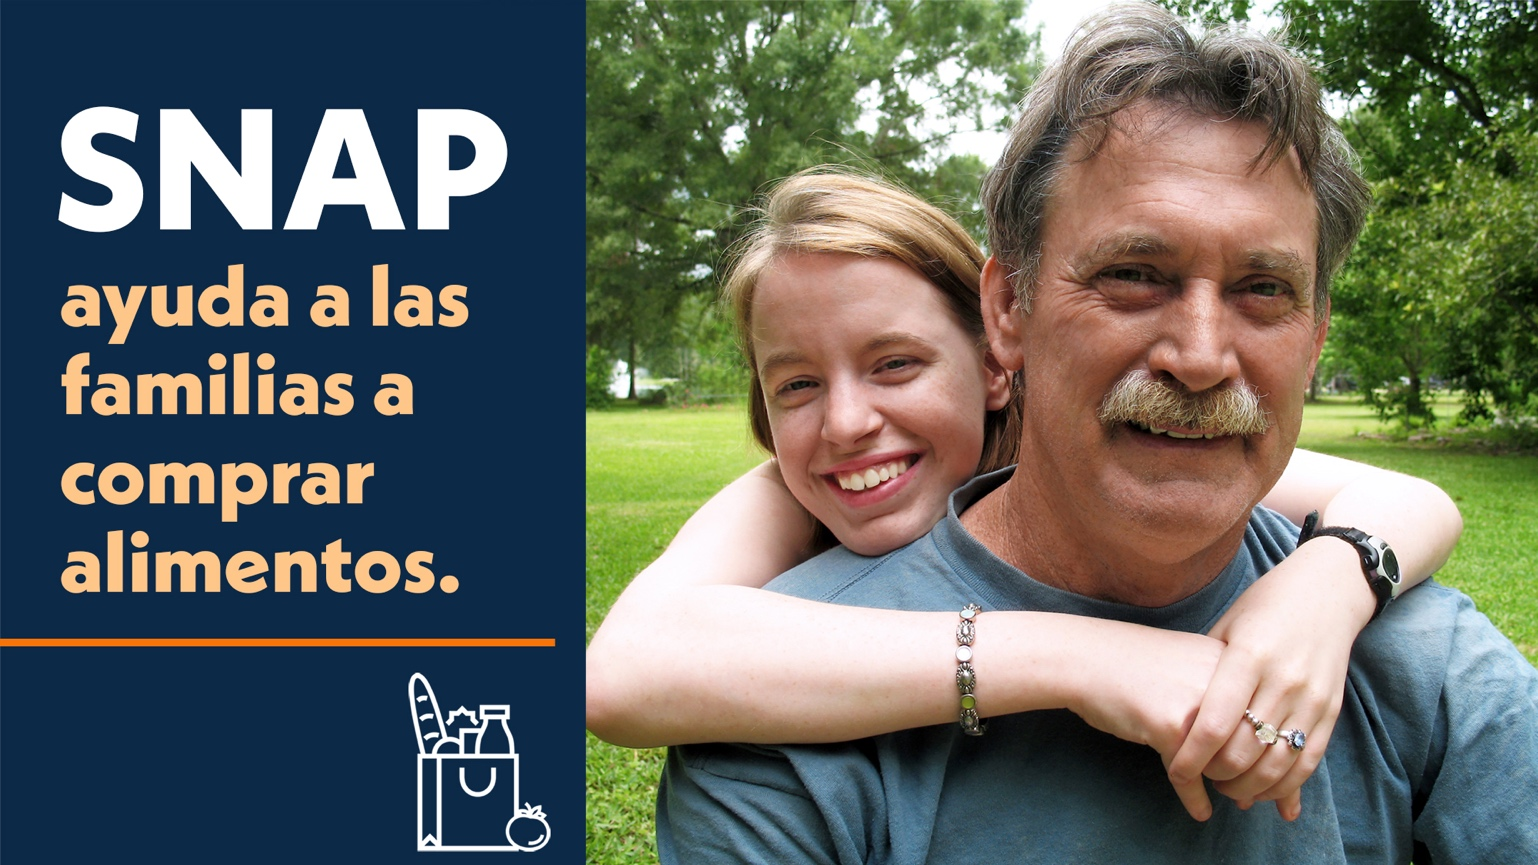 SNAP
ayuda a las
familias a
comprar
alimentos.